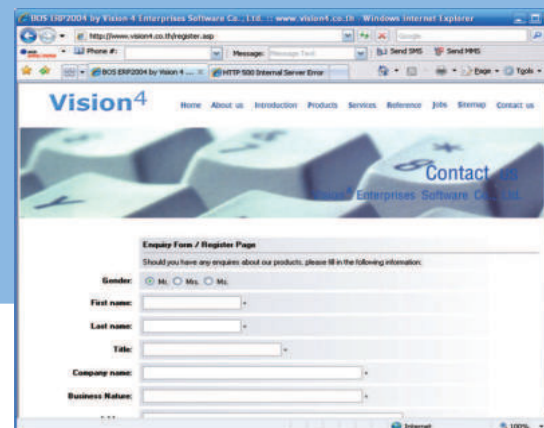 BOS ERP2004 by Vision 4 Enterprises Software Co., Ltd. :: www.vision4.co.th - Windows Internet Explorer
http://www.vision4.co.th/register.asp
Google
Phone #: Message: Message Text Send SMS Send MMS
BOS ERP2004 by Vision 4 ... HTTP 500 Internal Server Error Page Tools
Vision4
Home About us Introduction Products Services Reference Jobs Sitemap Contact us
Contact us
Vision4 Enterprises Software Co., Ltd.
Enquiry Form / Register Page
Should you have any enquires about our products, please fill in the following information:
Gender: Mr. Mrs. Ms.
First name: *
Last name: *
Title: *
Company name: *
Business Nature: *
Internet 100%